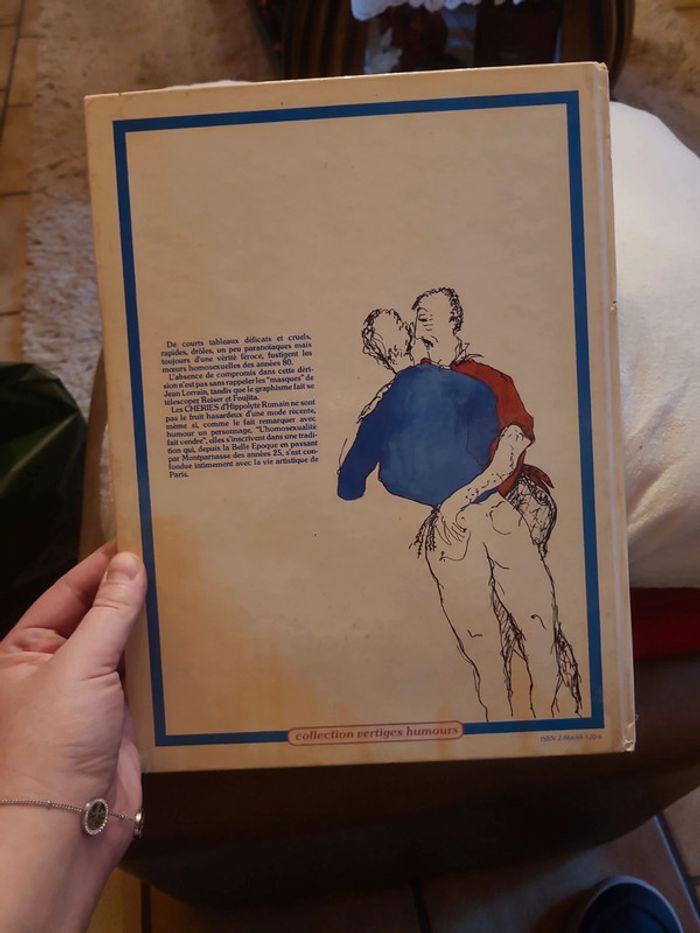 De courts tableaux délicats et cruels,
rapides, drôles, un peu paranoïaques mais
toujours d'une vérité féroce, fustigent les
mœurs homosexuelles des années 80.
L'absence de compromis dans cette déri-
sion n'est pas sans rappeler les "masques" de
Jean Lorrain, tandis que le graphisme fait se
télescoper Reiser et Foujita.
Les CHERIES d'Hippolyte Romain ne sont
pas le fruit hasardeux d'une mode récente,
même si, comme le fait remarquer avec
humour un personnage, "L'homosexualité
fait vendre", elles s'inscrivent dans une tradi-
tion qui, depuis la Belle Epoque en passant
par Montparnasse des années 25, s'est con-
fondue intimement avec la vie artistique de
Paris.
collection vertiges humours
ISBN 2-86688-120-6